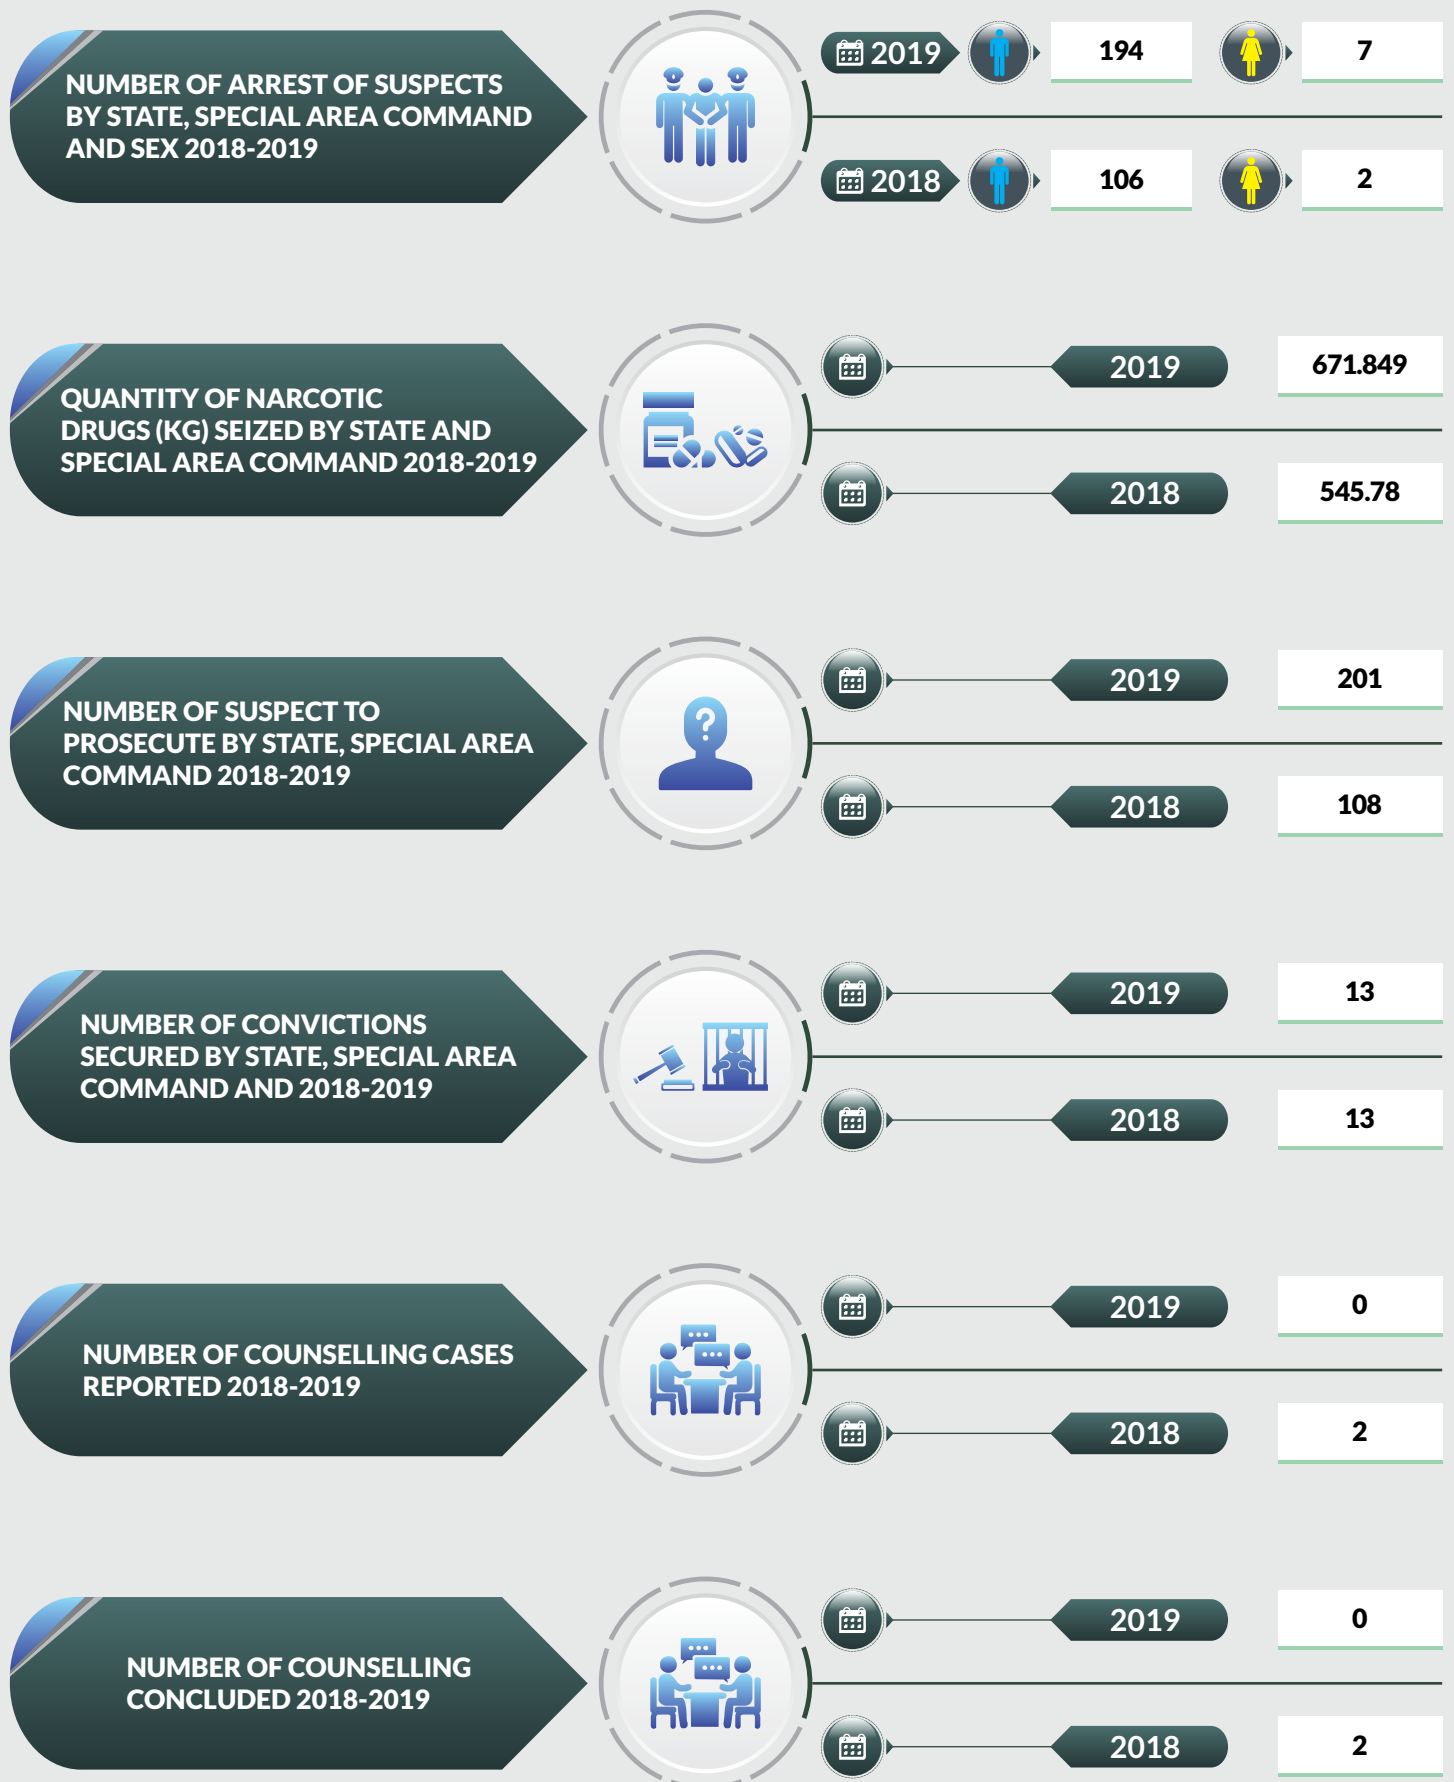 NUMBER OF ARREST OF SUSPECTS
BY STATE, SPECIAL AREA COMMAND
AND SEX 2018-2019
2019
194
7
2018
106
2
QUANTITY OF NARCOTIC
DRUGS (KG) SEIZED BY STATE AND
SPECIAL AREA COMMAND 2018-2019
2019
671.849
2018
545.78
NUMBER OF SUSPECT TO
PROSECUTE BY STATE, SPECIAL AREA
COMMAND 2018-2019
?
2019
201
2018
108
NUMBER OF CONVICTIONS
SECURED BY STATE, SPECIAL AREA
COMMAND AND 2018-2019
2019
13
2018
13
NUMBER OF COUNSELLING CASES
REPORTED 2018-2019
2019
0
2018
2
NUMBER OF COUNSELLING
CONCLUDED 2018-2019
2019
0
2018
2